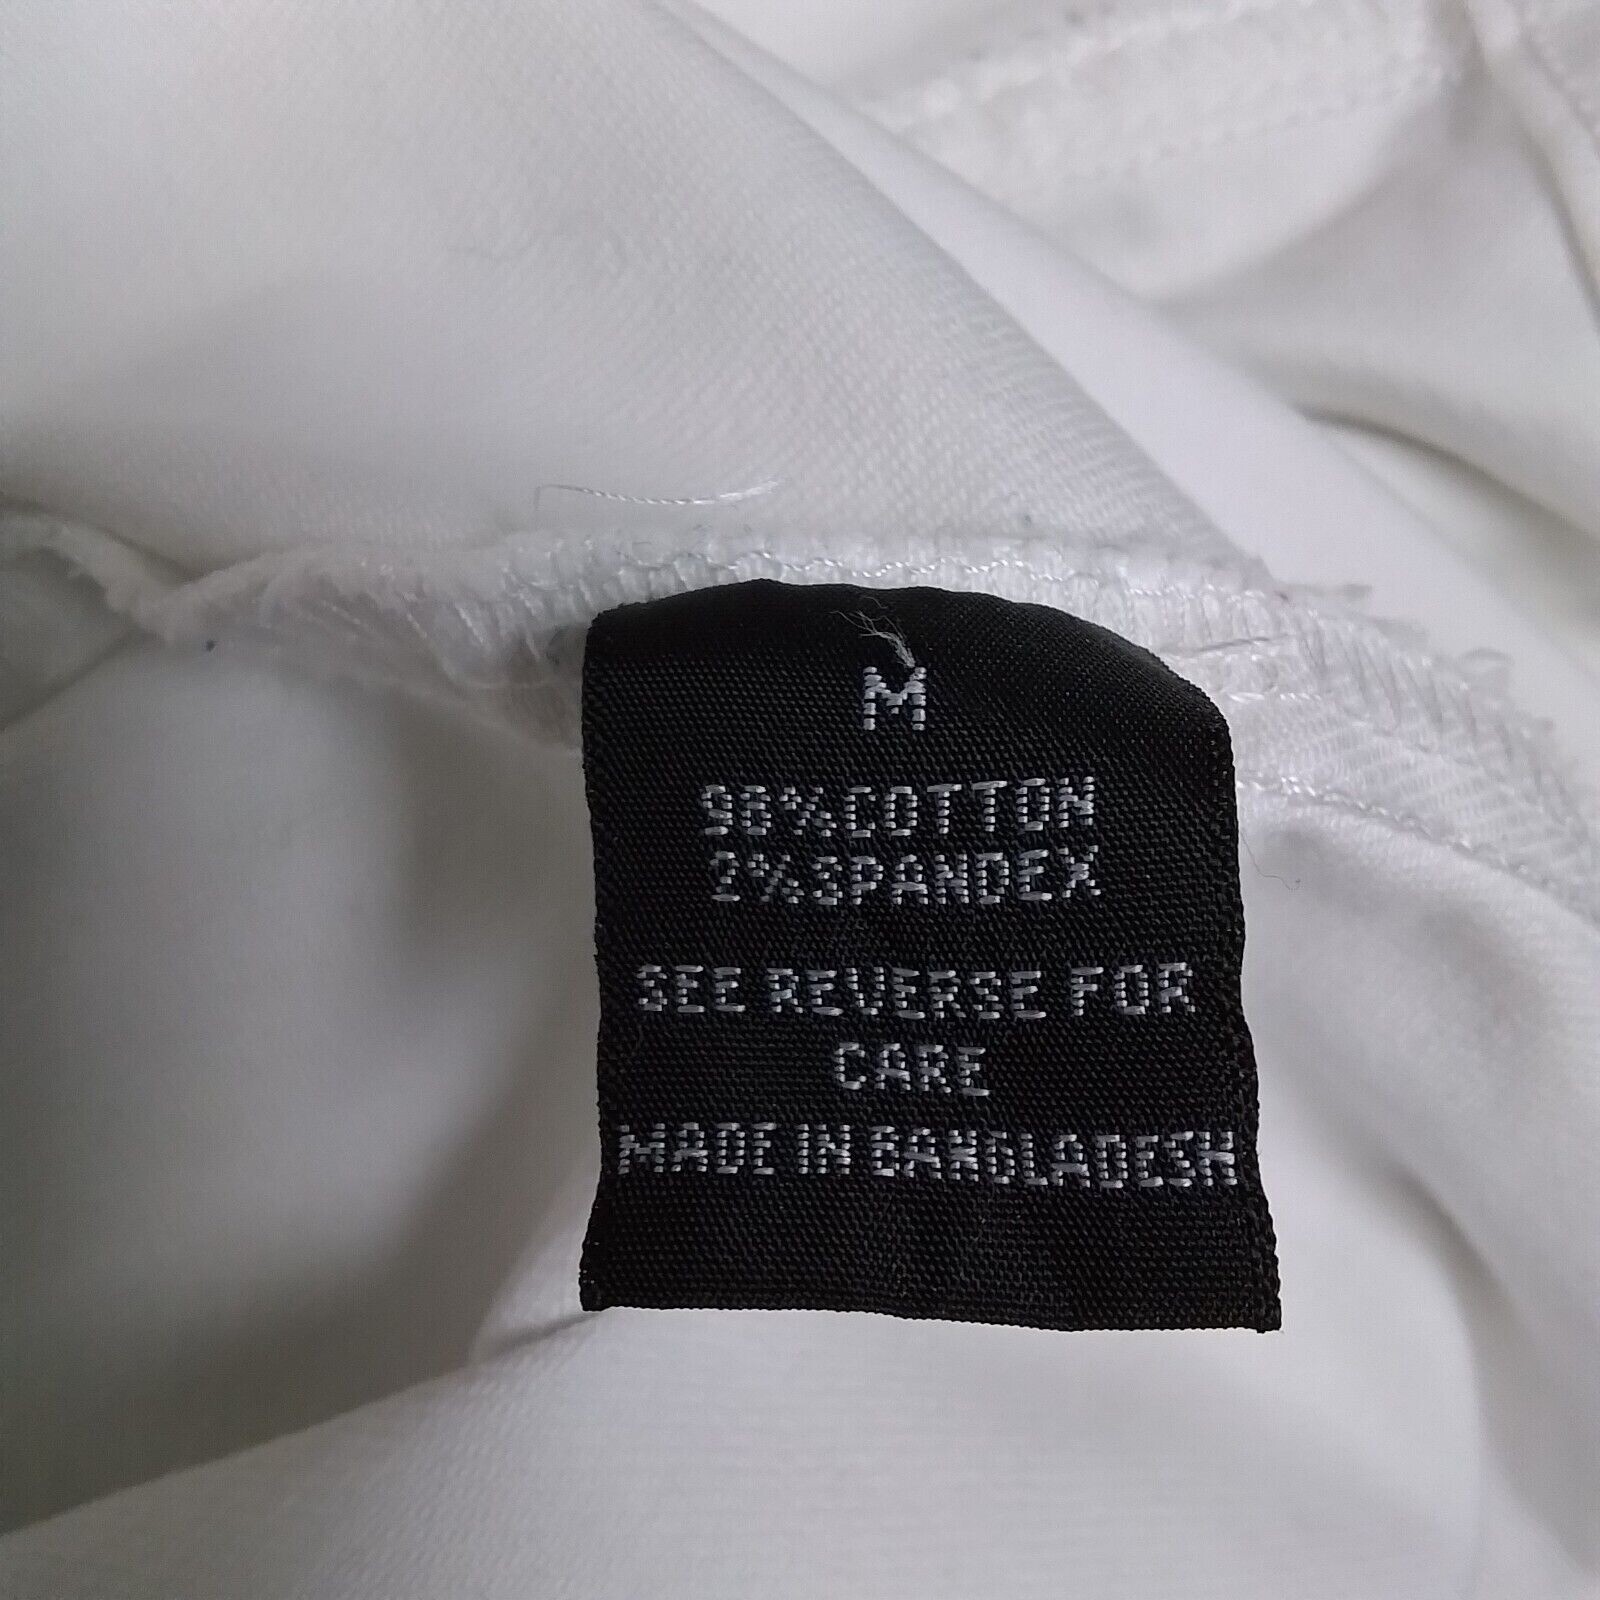 M
98%COTTON
2%SPANDEX
SEE REVERSE FOR
CARE
MADE IN BANGLADESH